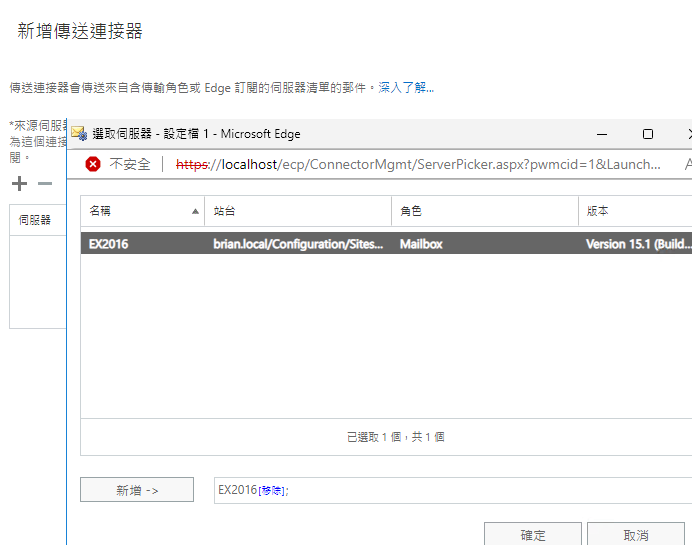 新增傳送連接器
傳送連接器會傳送來自含傳輸角色或 Edge 訂閱的伺服器清單的郵件。深入了解...
*來源伺服器
為這個連接
閱。
伺服器
選取伺服器 - 設定檔 1 - Microsoft Edge
不安全 https://localhost/ecp/ConnectorMgmt/ServerPicker.aspx?pwmcid=1&Launch...
名稱 站台 角色 版本
EX2016 brian.local/Configuration/Sites... Mailbox Version 15.1 (Build...
已選取 1 個，共 1 個
新增 -> EX2016[移除];
確定 取消